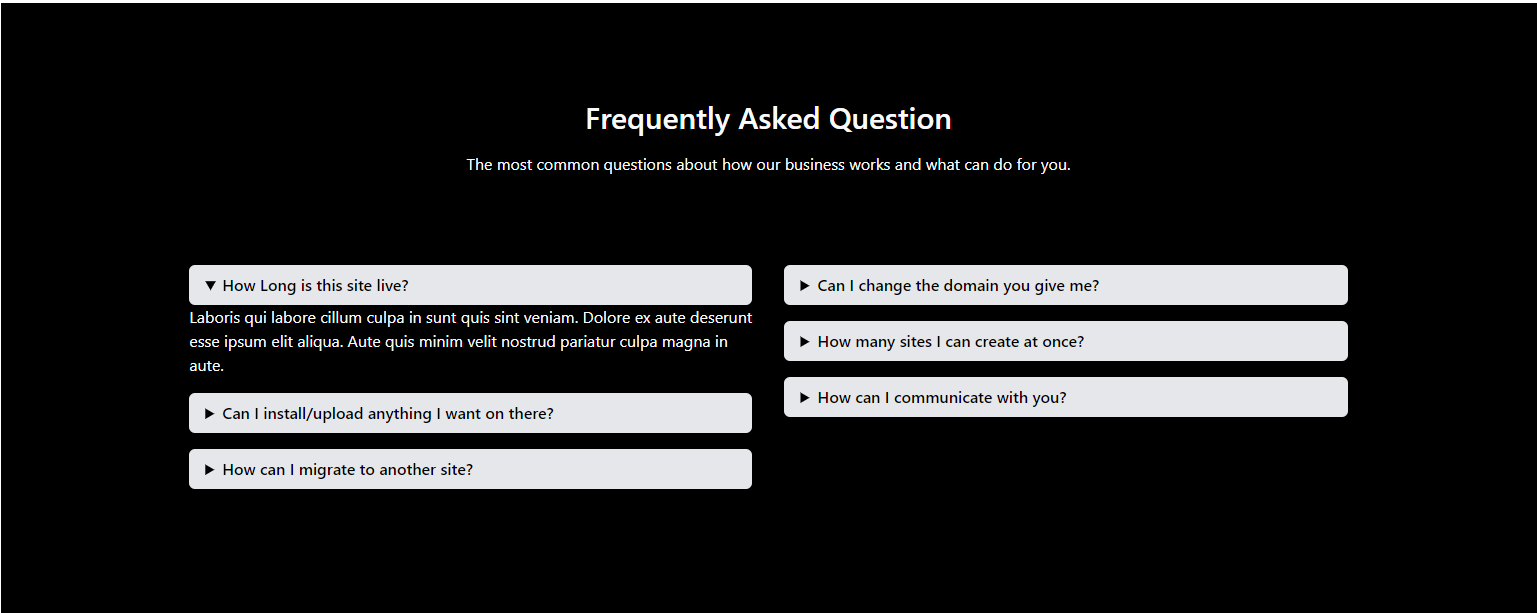 Frequently Asked Question
The most common questions about how our business works and what can do for you.
How Long is this site live?
Laboris qui labore cillum culpa in sunt quis sint veniam. Dolore ex aute deserunt
esse ipsum elit aliqua. Aute quis minim velit nostrud pariatur culpa magna in
aute.
Can I install/upload anything I want on there?
How can I migrate to another site?
Can I change the domain you give me?
How many sites I can create at once?
How can I communicate with you?